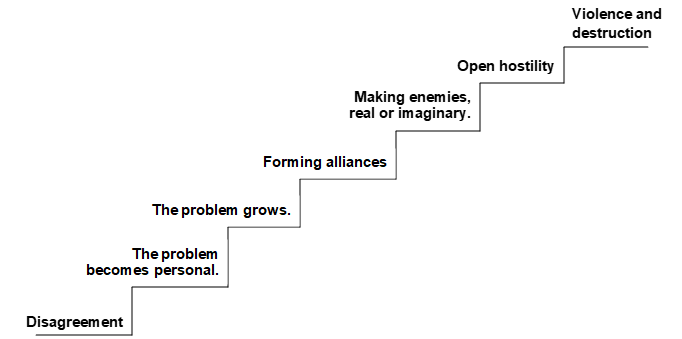 Violence and
destruction
Open hostility
Making enemies,
real or imaginary.
Forming alliances
The problem grows.
The problem
becomes personal.
Disagreement